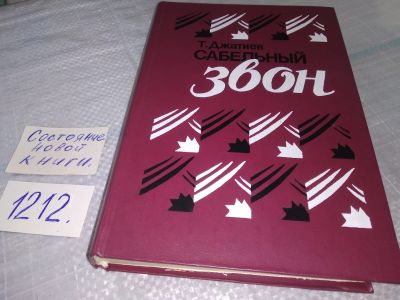 Т. Джатиев
САБЕЛЬНЫЙ
звон
Состояние
новой
книги.
1212.